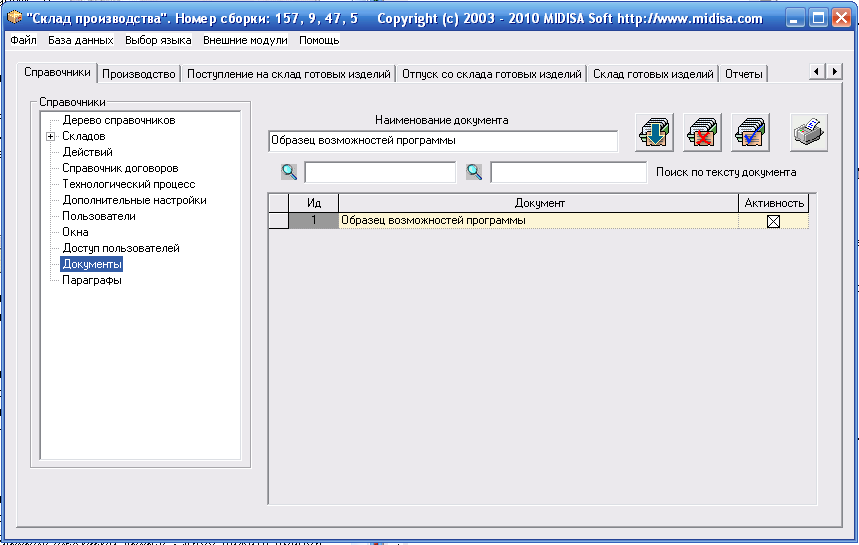 "Склад производства". Номер сборки: 157, 9, 47, 5 Copyright (c) 2003 - 2010 MIDISA Soft http://www.midisa.com
Файл База данных Выбор языка Внешние модули Помощь
Справочники Производство Поступление на склад готовых изделий Отпуск со склада готовых изделий Склад готовых изделий Отчеты
Справочники
Дерево справочников
Складов
Действий
Справочник договоров
Технологический процесс
Дополнительные настройки
Пользователи
Окна
Доступ пользователей
Документы
Параграфы
Наименование документа
Образец возможностей программы
Поиск по тексту документа
Ид Документ Активность
1 Образец возможностей программы